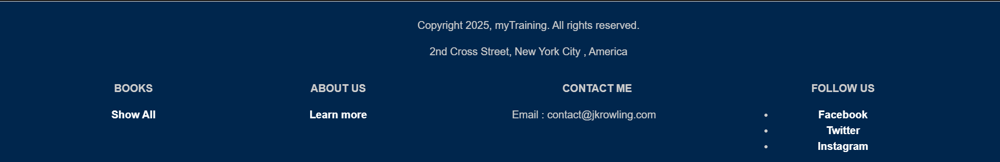 Copyright 2025, myTraining. All rights reserved.
2nd Cross Street, New York City , America
BOOKS
Show All
ABOUT US
Learn more
CONTACT ME
Email : contact@jkrowling.com
FOLLOW US
• Facebook
• Twitter
• Instagram